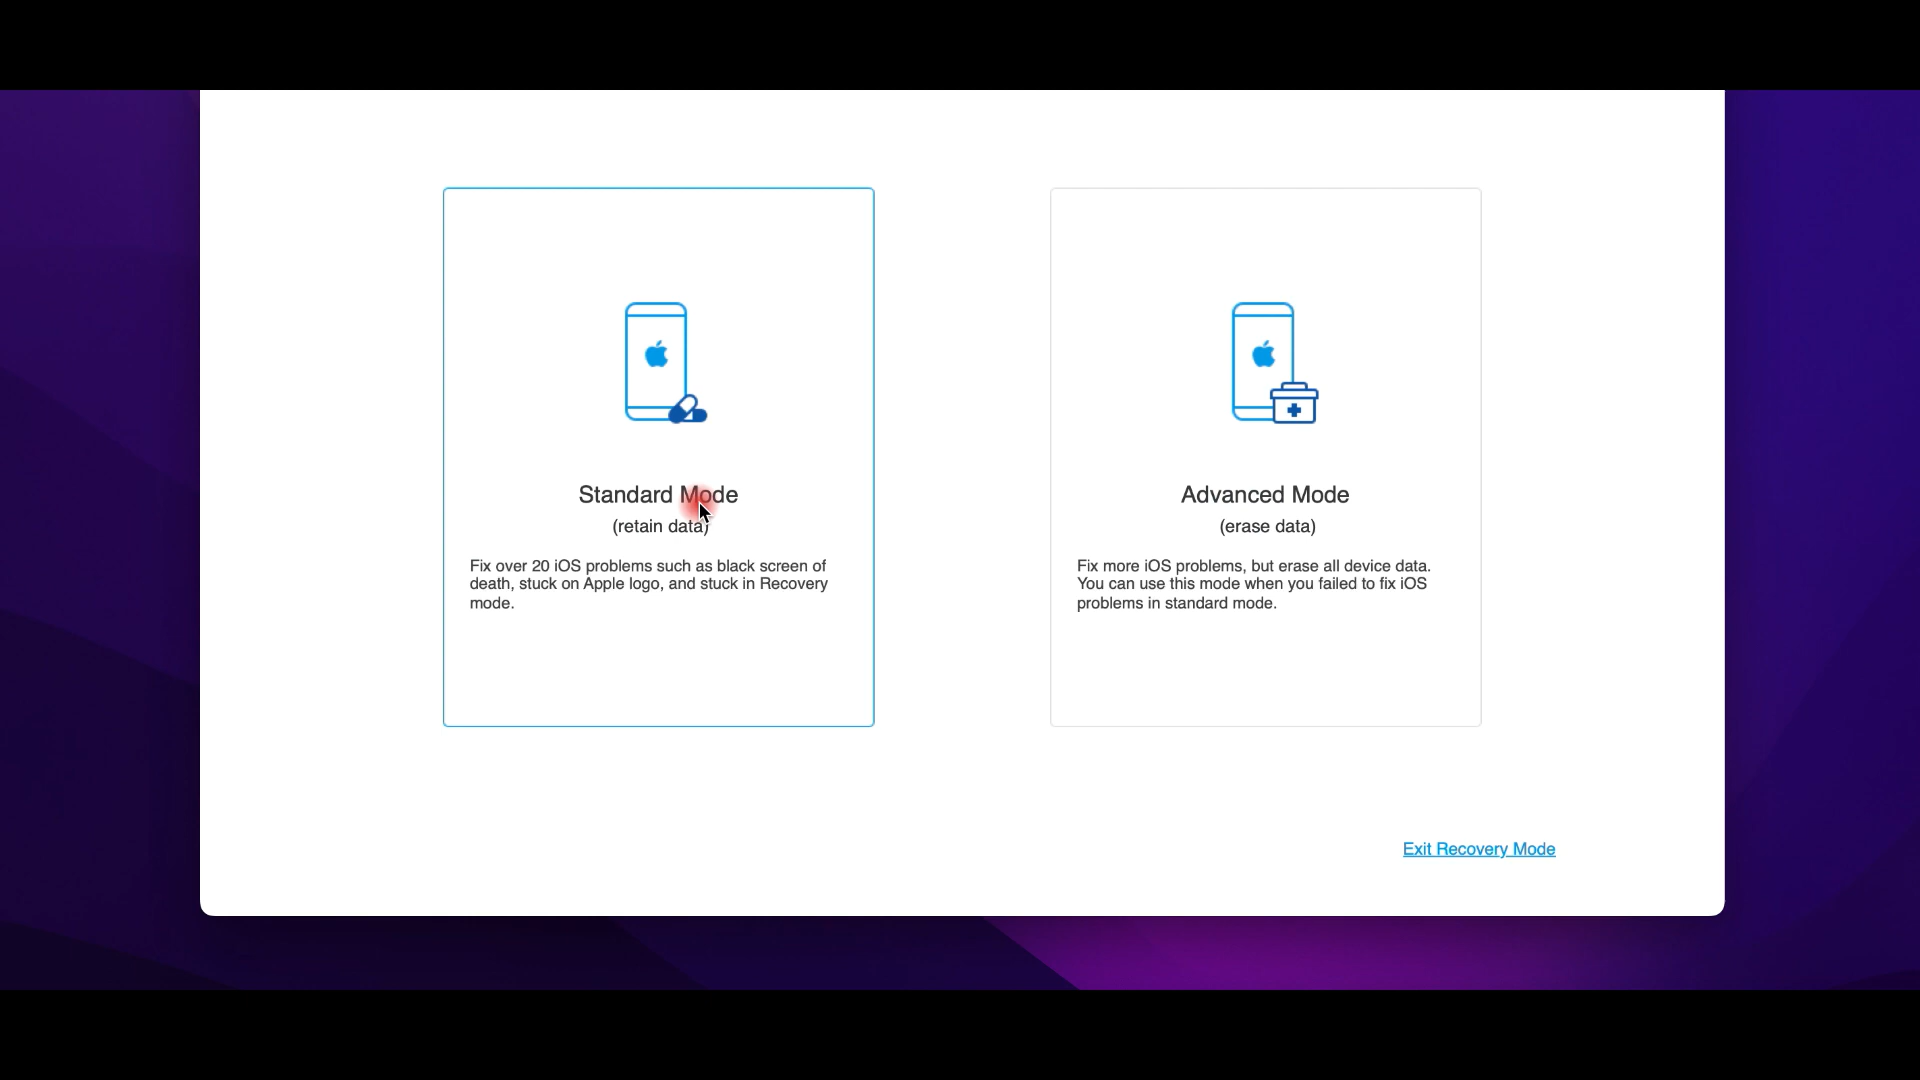 Standard Mode
(retain data)
Fix over 20 iOS problems such as black screen of
death, stuck on Apple logo, and stuck in Recovery
mode.
Advanced Mode
(erase data)
Fix more iOS problems, but erase all device data.
You can use this mode when you failed to fix iOS
problems in standard mode.
Exit Recovery Mode